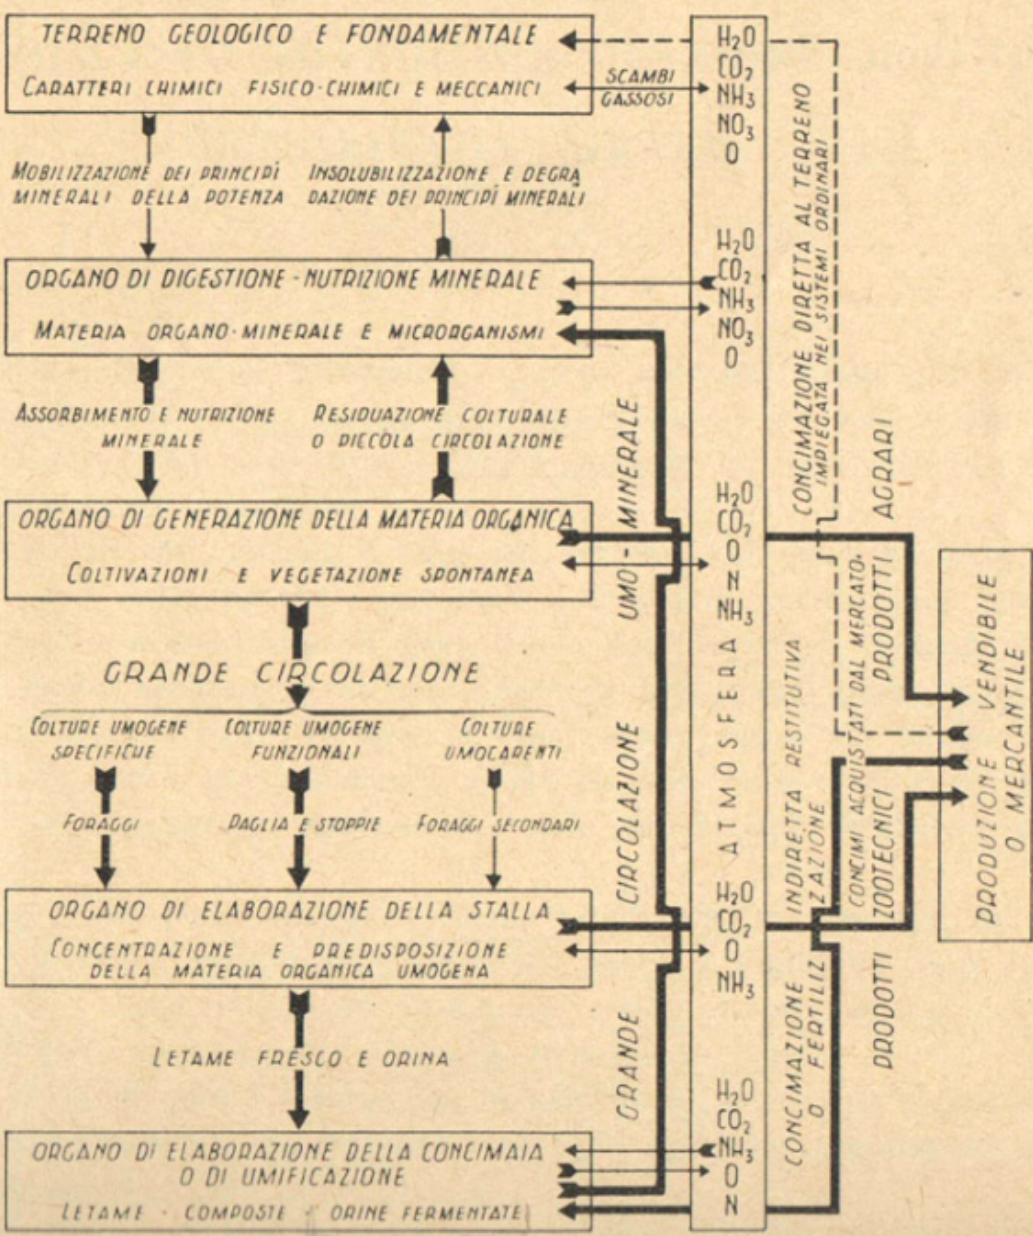 TERRENO GEOLOGICO E FONDAMENTALE
CARATTERI CHIMICI FISICO-CHIMICI E MECCANICI
SCAMBI
GASSOSI
MOBILIZZAZIONE DEI PRINCIPÎ
MINERALI DELLA POTENZA
INSOLUBILIZZAZIONE E DEGRA
DAZIONE DEI PRINCIPÎ MINERALI
ORGANO DI DIGESTIONE - NUTRIZIONE MINERALE
MATERIA ORGANO-MINERALE E MICRORGANISMI
ASSORBIMENTO E NUTRIZIONE
MINERALE
RESIDUAZIONE COLTURALE
O PICCOLA CIRCOLAZIONE
ORGANO DI GENERAZIONE DELLA MATERIA ORGANICA
COLTIVAZIONI E VEGETAZIONE SPONTANEA
GRANDE CIRCOLAZIONE
COLTURE UMOGENE
SPECIFICHE
COLTURE UMOGENE
FUNZIONALI
COLTURE
UMOCARENTI
FORAGGI
PAGLIA E STOPPIE
FORAGGI SECONDARI
ORGANO DI ELABORAZIONE DELLA STALLA
CONCENTRAZIONE E PREDISPOSIZIONE
DELLA MATERIA ORGANICA UMOGENA
LETAME FRESCO E ORINA
ORGANO DI ELABORAZIONE DELLA CONCIMAIA
O DI UMIFICAZIONE
LETAME - COMPOSTE - ORINE FERMENTATE
GRANDE CIRCOLAZIONE UMO-MINERALE
H₂O
CO₂
NH₃
NO₃
O
H₂O
CO₂
NH₃
NO₃
O
H₂O
CO₂
O
N
NH₃
ATMOSFERA
H₂O
CO₂
O
NH₃
H₂O
CO₂
NH₃
O
N
CONCIMAZIONE DIRETTA AL TERRENO
IMPIEGATA NEI SISTEMI ORDINARI
CONCIMAZIONE INDIRETTA RESTITUTIVA
O FERTILIZZAZIONE
CONCIMI ACQUISTATI DAL MERCATO.
PRODOTTI AGRARI
PRODOTTI ZOOTECNICI
PRODUZIONE VENDIBILE
O MERCANTILE